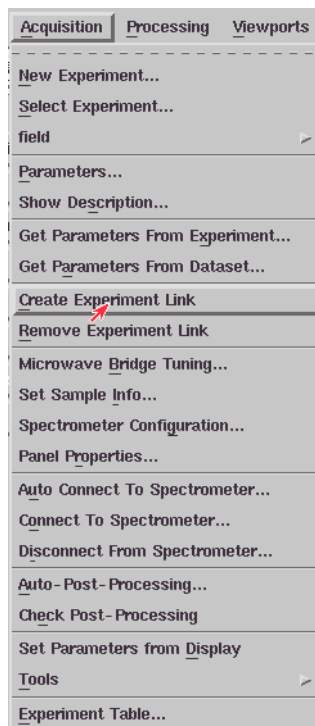 Acquisition Processing Viewports
New Experiment...
Select Experiment...
field
Parameters...
Show Description...
Get Parameters From Experiment...
Get Parameters From Dataset...
Create Experiment Link
Remove Experiment Link
Microwave Bridge Tuning...
Set Sample Info...
Spectrometer Configuration...
Panel Properties...
Auto Connect To Spectrometer...
Connect To Spectrometer...
Disconnect From Spectrometer...
Auto-Post-Processing...
Check Post-Processing
Set Parameters from Display
Tools
Experiment Table...